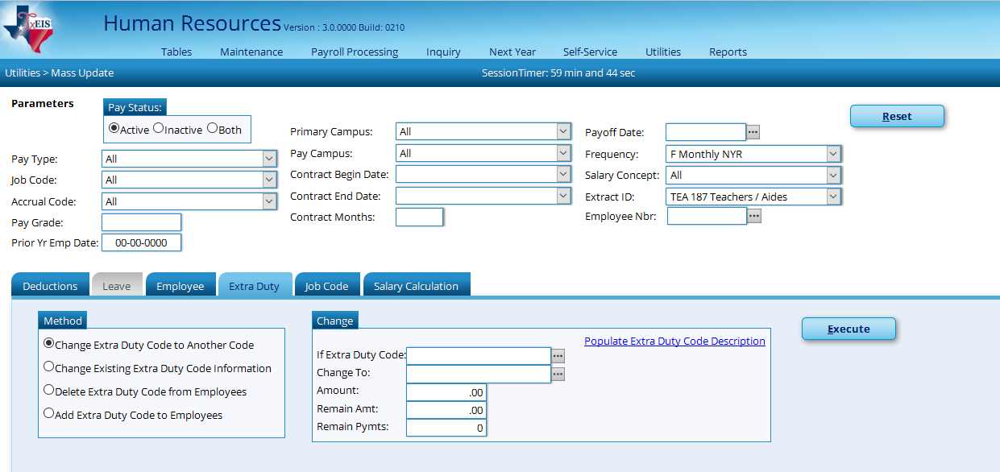 TxEIS
Human Resources Version : 3.0.0000 Build: 0210
Tables Maintenance Payroll Processing Inquiry Next Year Self-Service Utilities Reports
Utilities > Mass Update SessionTimer: 59 min and 44 sec
Parameters
Pay Status:
Active Inactive Both
Pay Type: All
Job Code: All
Accrual Code: All
Pay Grade:
Prior Yr Emp Date: 00-00-0000
Primary Campus: All
Pay Campus: All
Contract Begin Date:
Contract End Date:
Contract Months:
Payoff Date:
Frequency: F Monthly NYR
Salary Concept: All
Extract ID: TEA 187 Teachers / Aides
Employee Nbr:
Reset
Deductions Leave Employee Extra Duty Job Code Salary Calculation
Method
Change Extra Duty Code to Another Code
Change Existing Extra Duty Code Information
Delete Extra Duty Code from Employees
Add Extra Duty Code to Employees
Change
Populate Extra Duty Code Description
If Extra Duty Code:
Change To:
Amount: .00
Remain Amt: .00
Remain Pymts: 0
Execute